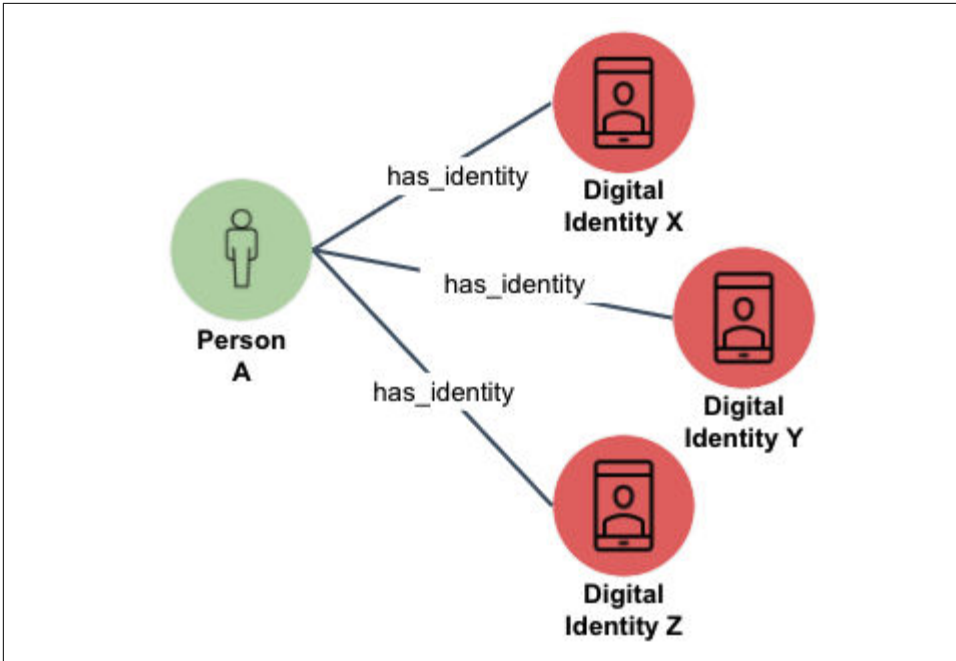 has_identity
Digital
Identity X
has_identity
Person
A
has_identity
Digital
Identity Y
Digital
Identity Z